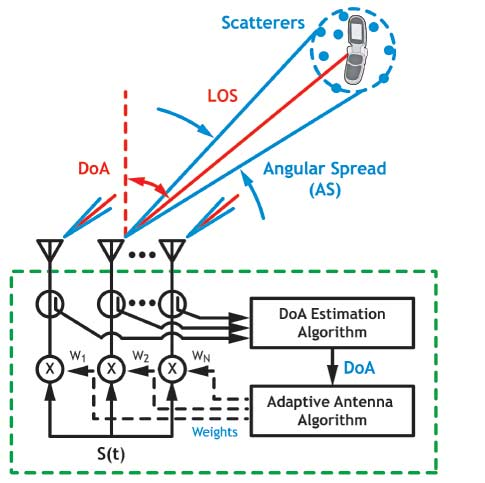 Scatterers
LOS
DoA
Angular Spread
(AS)
DoA Estimation
Algorithm
W1
W2
WN
X
X
X
DoA
Adaptive Antenna
Algorithm
Weights
S(t)